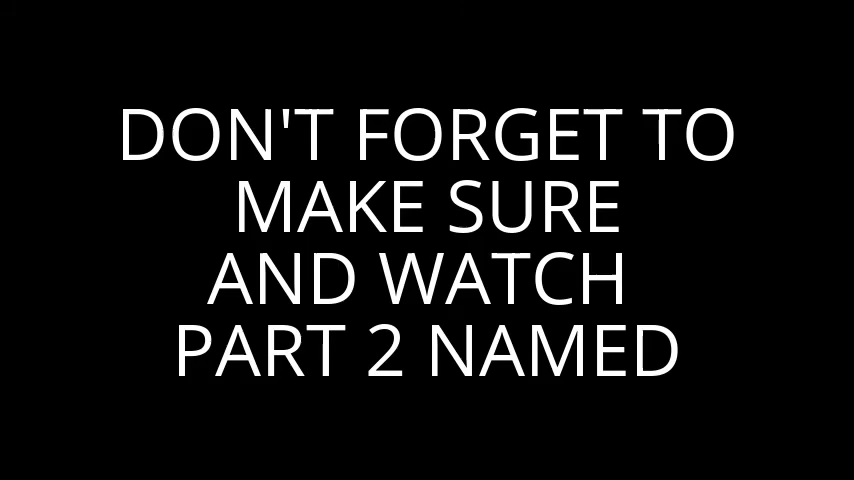 DON'T FORGET TO
MAKE SURE
AND WATCH
PART 2 NAMED